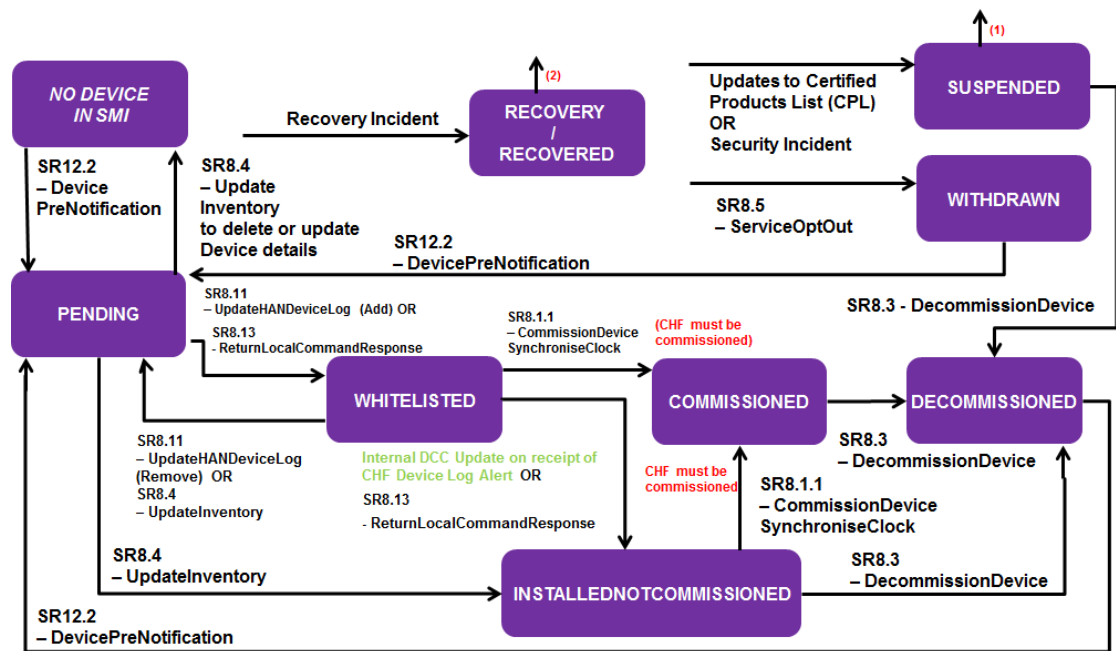 (1)
NO DEVICE
IN SMI
(2)
SUSPENDED
Updates to Certified
Products List (CPL)
OR
Security Incident
Recovery Incident
RECOVERY
/
RECOVERED
SR12.2
– Device
PreNotification
SR8.4
– Update
Inventory
to delete or update
Device details
WITHDRAWN
SR8.5
– ServiceOptOut
SR12.2
– DevicePreNotification
PENDING
SR8.11
– UpdateHANDeviceLog (Add) OR
SR8.13
- ReturnLocalCommandResponse
SR8.1.1
– CommissionDevice
SynchroniseClock
(CHF must be
commissioned)
SR8.3 - DecommissionDevice
WHITELISTED
COMMISSIONED
DECOMMISSIONED
SR8.11
– UpdateHANDeviceLog
(Remove) OR
SR8.4
– UpdateInventory
Internal DCC Update on receipt of
CHF Device Log Alert OR
SR8.13
- ReturnLocalCommandResponse
CHF must be
commissioned
SR8.3
– DecommissionDevice
SR8.1.1
– CommissionDevice
SynchroniseClock
SR8.4
– UpdateInventory
INSTALLEDNOTCOMMISSIONED
SR8.3
– DecommissionDevice
SR12.2
– DevicePreNotification